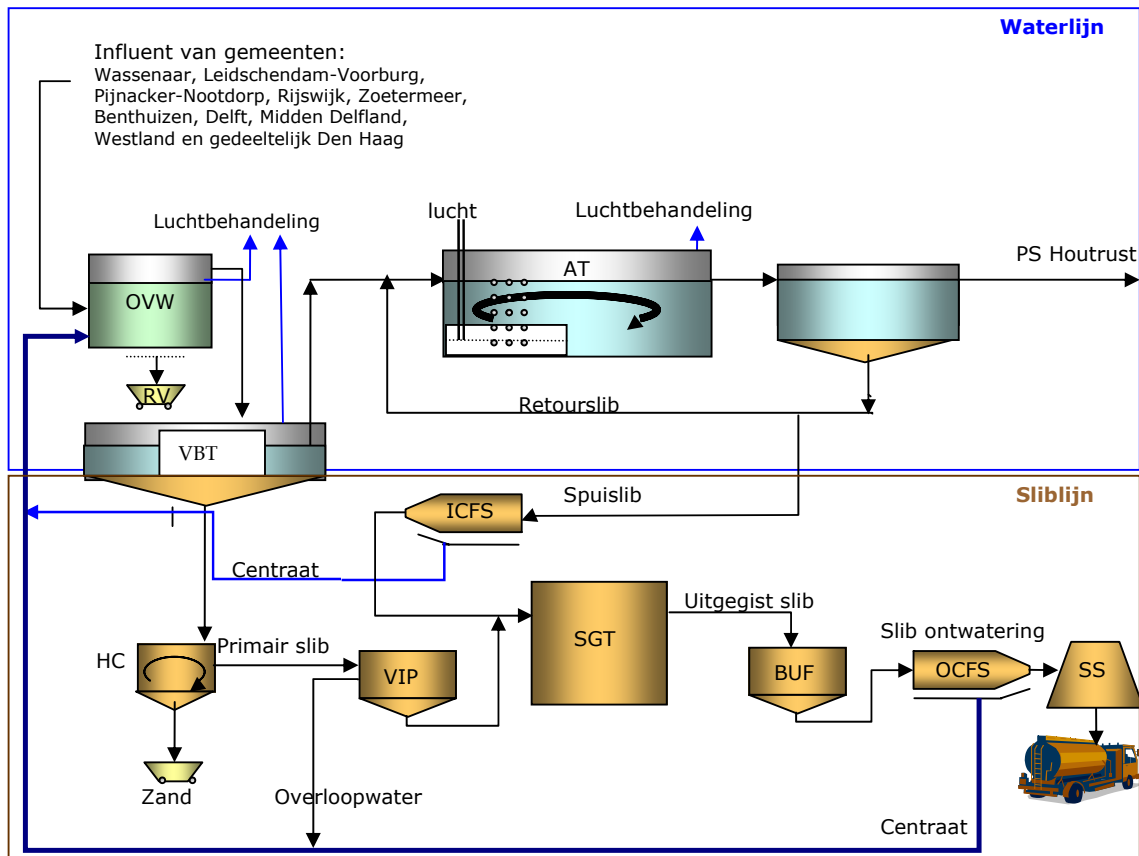 Waterlijn
Influent van gemeenten:
Wassenaar, Leidschendam-Voorburg,
Pijnacker-Nootdorp, Rijswijk, Zoetermeer,
Benthuizen, Delft, Midden Delfland,
Westland en gedeeltelijk Den Haag
Luchtbehandeling
lucht
Luchtbehandeling
PS Houtrust
OVW
AT
RV
Retourslib
VBT
Sliblijn
Spuislib
ICFS
Centraat
SGT
Uitgegist slib
Slib ontwatering
HC
Primair slib
VIP
BUF
OCFS
SS
Zand
Overloopwater
Centraat